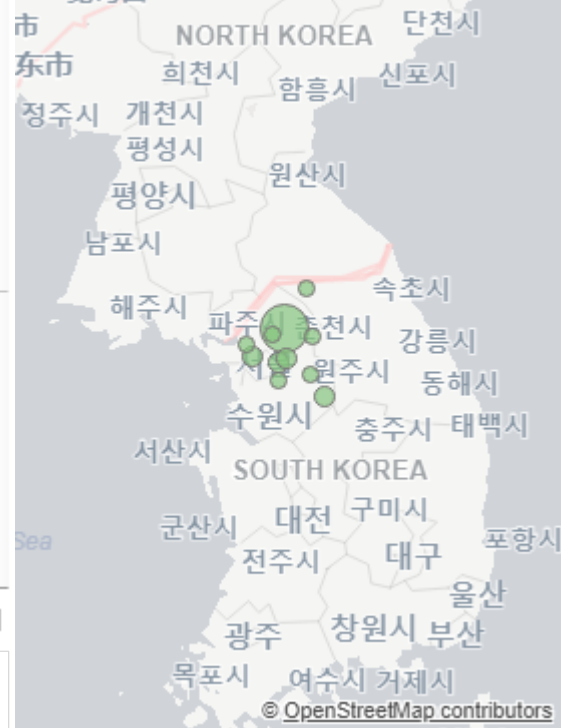 市
단천시
NORTH KOREA
东市
희천시
신포시
함흥시
정주시
개천시
평성시
원산시
평양시
남포시
속초시
해주시
파주시
춘천시
강릉시
원주시
동해시
수원시
충주시
태백시
서산시
SOUTH KOREA
구미시
대전
군산시
포항시
Sea
대구
전주시
울산
창원시
부산
광주
목포시
여수시
거제시
© OpenStreetMap contributors